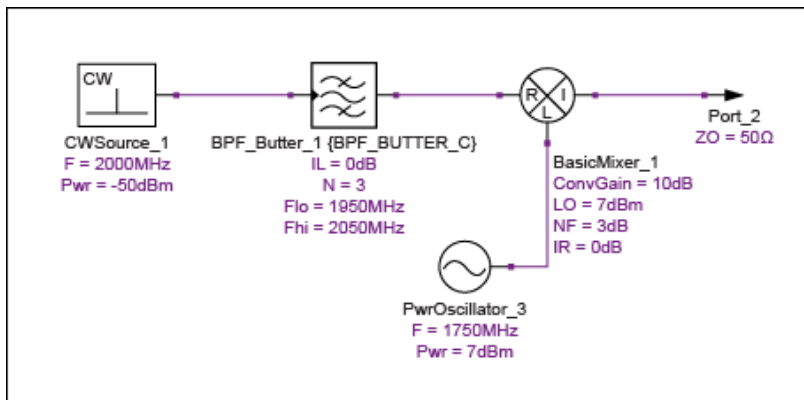 CW
CWSource_1
F = 2000MHz
Pwr = -50dBm
BPF_Butter_1 {BPF_BUTTER_C}
IL = 0dB
N = 3
Flo = 1950MHz
Fhi = 2050MHz
R I
L
BasicMixer_1
ConvGain = 10dB
LO = 7dBm
NF = 3dB
IR = 0dB
Port_2
ZO = 50Ω
PwrOscillator_3
F = 1750MHz
Pwr = 7dBm